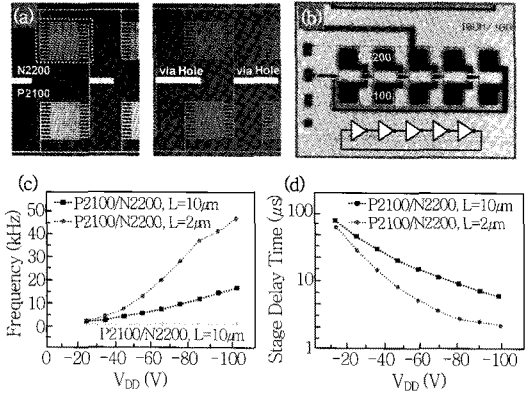 (a)
N2200
P2100
via Hole
via Hole
(b)
200
100
(c)
P2100/N2200, L=10μm
P2100/N2200, L=2μm
Frequency (kHz)
50
40
30
20
10
0
P2100/N2200, L=10μm
0 -20 -40 -60 -80 -100
V_DD (V)
(d)
P2100/N2200, L=10μm
P2100/N2200, L=2μm
Stage Delay Time (μs)
100
10
1
-20 -40 -60 -80 -100
V_DD (V)